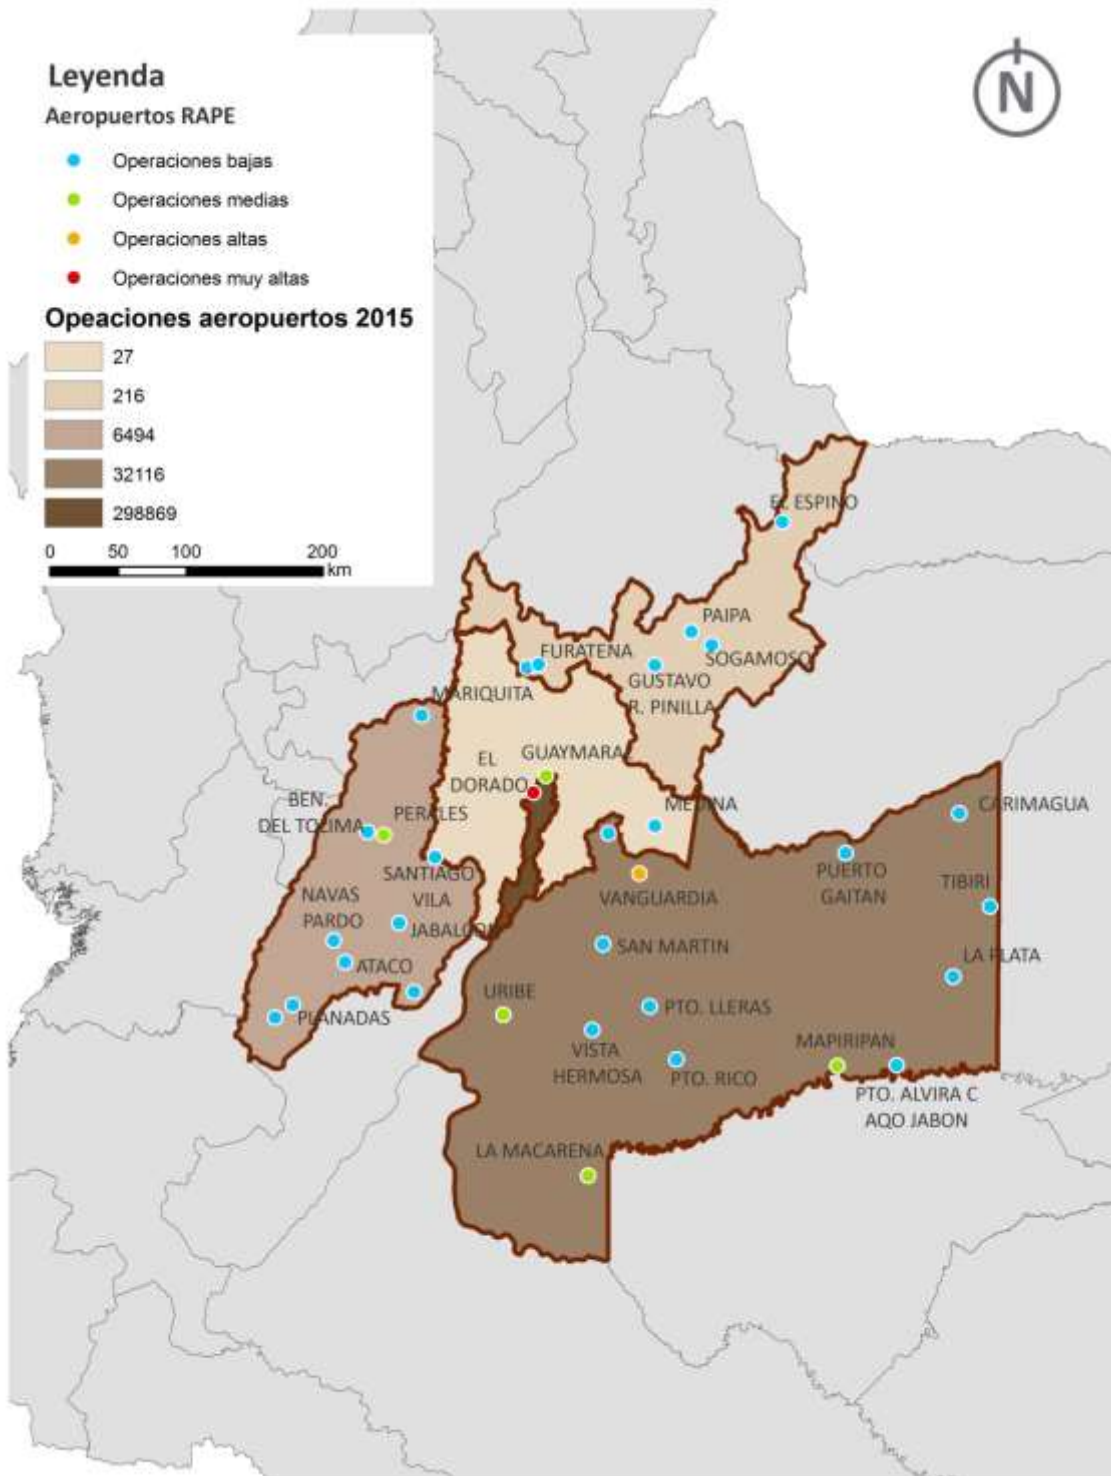 N
Leyenda
Aeropuertos RAPE
Operaciones bajas
Operaciones medias
Operaciones altas
Operaciones muy altas
Opeaciones aeropuertos 2015
27
216
6494
32116
298869
0 50 100 200
km
EL ESPINO
PAIPA
FURATENA
SOGAMOSO
GUSTAVO
R. PINILLA
MARIQUITA
GUAYMARA
EL
DORADO
MEDINA
CARIMAGUA
BEN.
DEL TOLIMA
PERALES
SANTIAGO
VILA
VANGUARDIA
PUERTO
GAITAN
TIBIRI
NAVAS
PARDO
JABALCON
SAN MARTIN
ATACO
LA PLATA
URIBE
PTO. LLERAS
PLANADAS
VISTA
HERMOSA
MAPIRIPAN
PTO. RICO
PTO. ALVIRA C
AQO JABON
LA MACARENA